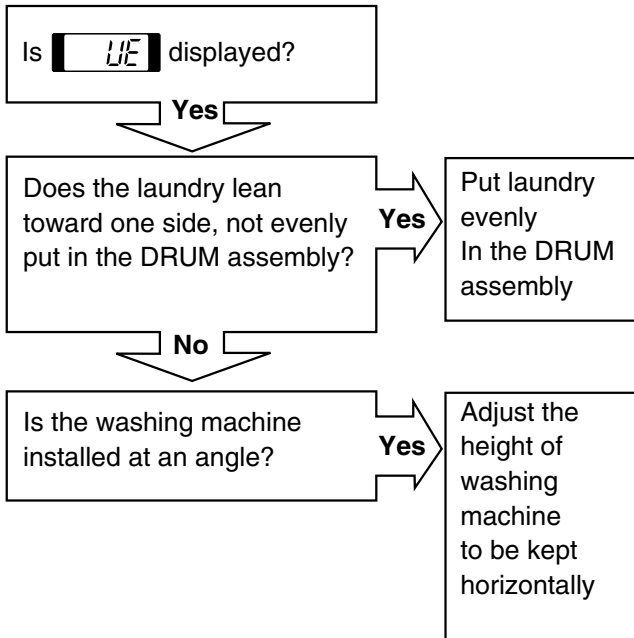 Is UE displayed?
Yes
Does the laundry lean
toward one side, not evenly
put in the DRUM assembly?
Yes
Put laundry
evenly
In the DRUM
assembly
No
Is the washing machine
installed at an angle?
Yes
Adjust the
height of
washing
machine
to be kept
horizontally